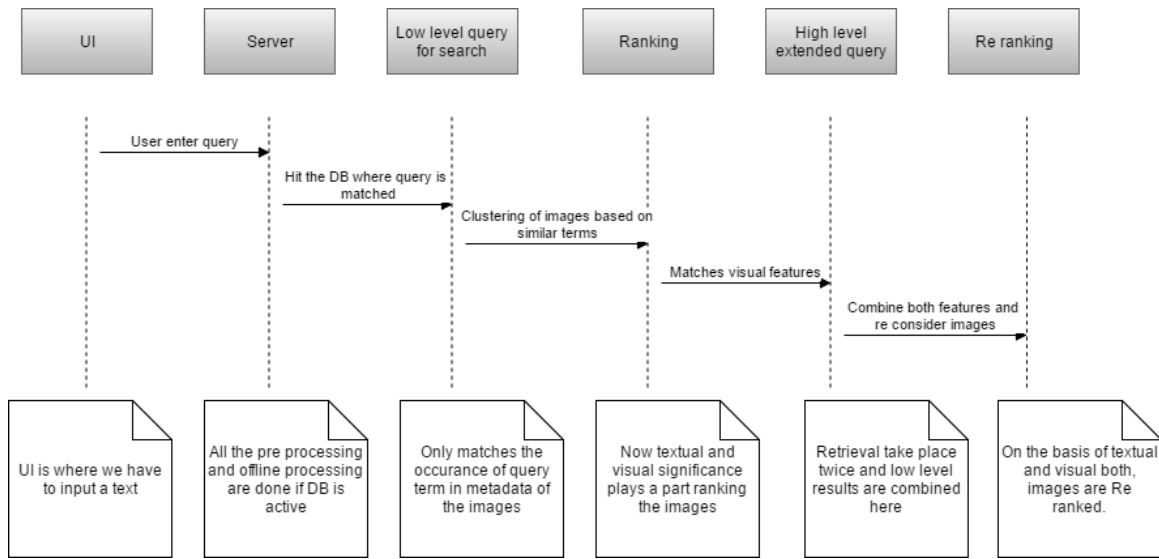 UI
Server
Low level query
for search
Ranking
High level
extended query
Re ranking
User enter query
Hit the DB where query is
matched
Clustering of images based on
similar terms
Matches visual features
Combine both features and
re consider images
UI is where we have
to input a text
All the pre processing
and offline processing
are done if DB is
active
Only matches the
occurance of query
term in metadata of
the images
Now textual and
visual significance
plays a part ranking
the images
Retrieval take place
twice and low level
results are combined
here
On the basis of textual
and visual both,
images are Re
ranked.